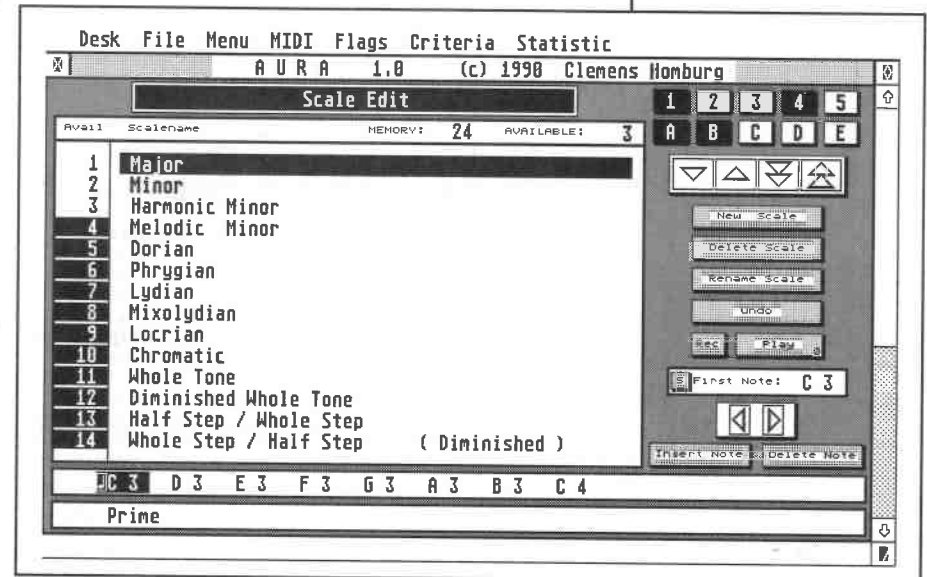 Desk File Menu MIDI Flags Criteria Statistic
A U R A 1.0 (c) 1990 Clemens Homburg
Scale Edit
1 2 3 4 5
Avail Scalename MEMORY: 24 AVAILABLE: 3
A B C D E
1 Major
2 Minor
3 Harmonic Minor
4 Melodic Minor
5 Dorian
6 Phrygian
7 Lydian
8 Mixolydian
9 Locrian
10 Chromatic
11 Whole Tone
12 Diminished Whole Tone
13 Half Step / Whole Step
14 Whole Step / Half Step ( Diminished )
New Scale
Delete Scale
Rename Scale
Undo
Rec Play
S First Note: C 3
Insert Note Delete Note
C 3 D 3 E 3 F 3 G 3 A 3 B 3 C 4
Prime